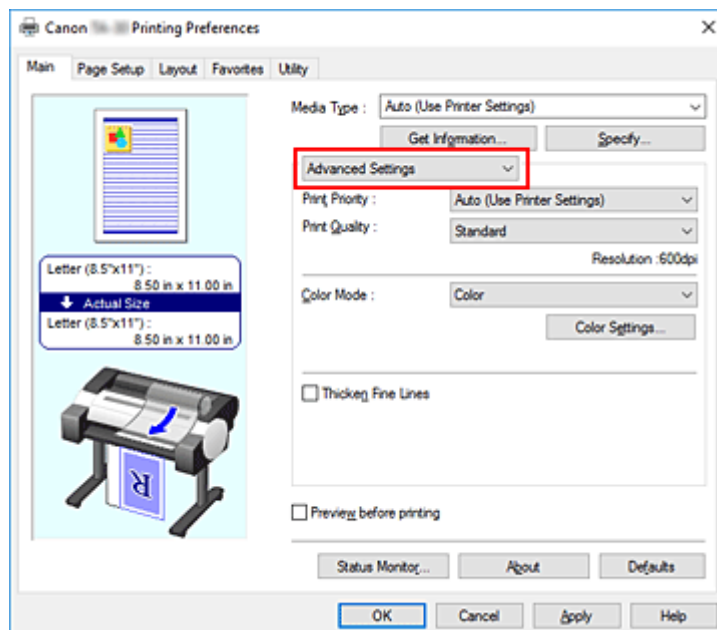 Canon Printing Preferences
Main Page Setup Layout Favorites Utility
Media Type : Auto (Use Printer Settings)
Get Information... Specify...
Advanced Settings
Print Priority : Auto (Use Printer Settings)
Print Quality : Standard
Resolution :600dpi
Letter (8.5"x11") :
8.50 in x 11.00 in
Actual Size
Letter (8.5"x11") :
8.50 in x 11.00 in
Color Mode : Color
Color Settings...
Thicken Fine Lines
R
Preview before printing
Status Monitor... About Defaults
OK Cancel Apply Help